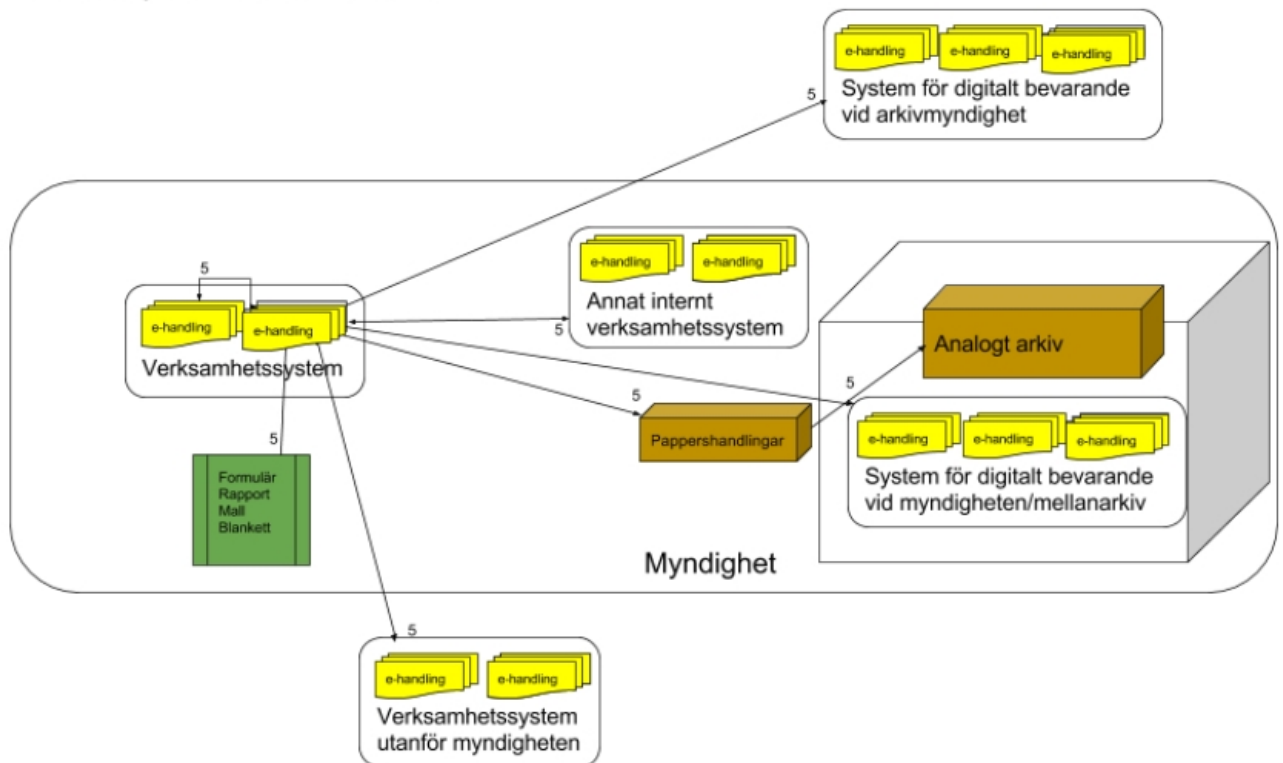 e-handling
e-handling
e-handling
System för digitalt bevarande
vid arkivmyndighet
5
5
e-handling
e-handling
Verksamhetssystem
e-handling
e-handling
Annat internt
verksamhetssystem
5
Analogt arkiv
5
5
Pappershandlingar
e-handling
e-handling
e-handling
System för digitalt bevarande
vid myndigheten/mellanarkiv
5
Formulär
Rapport
Mall
Blankett
Myndighet
5
e-handling
e-handling
Verksamhetssystem
utanför myndigheten